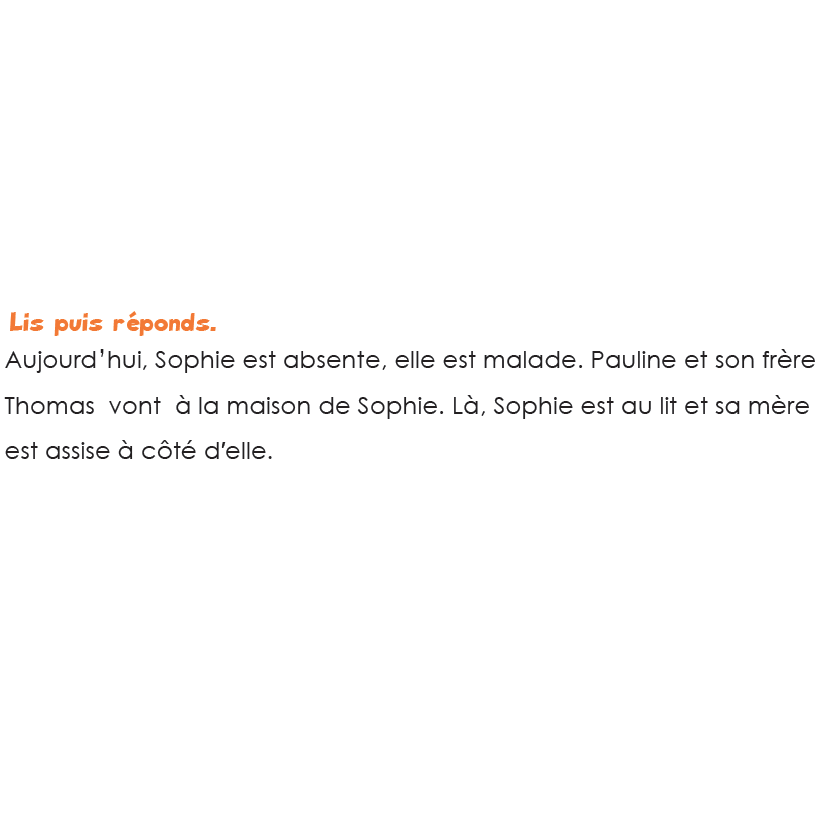 Lis puis réponds.
Aujourd’hui, Sophie est absente, elle est malade. Pauline et son frère
Thomas  vont  à la maison de Sophie. Là, Sophie est au lit et sa mère
est assise à côté d'elle.